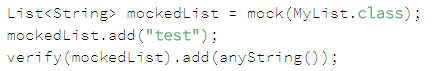 List<String> mockedList = mock(MyList.class);
mockedList.add("test");
verify(mockedList).add(anyString());